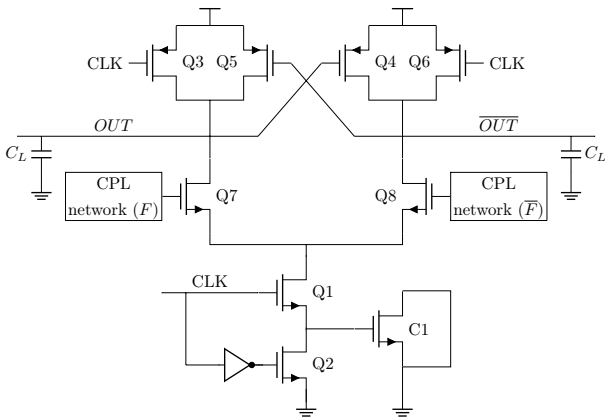 CLK Q3 Q5 Q4 Q6 CLK
OUT $\overline{OUT}$
C_L C_L
CPL
network (F)
Q7 Q8
CPL
network ($\overline{F}$)
CLK
Q1
C1
Q2